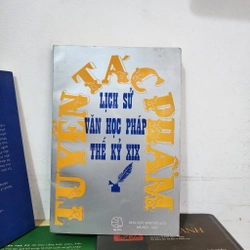 TUYỂN
TÁC
PHẨM
LỊCH SỬ
VĂN HỌC PHÁP
THẾ KỶ XIX